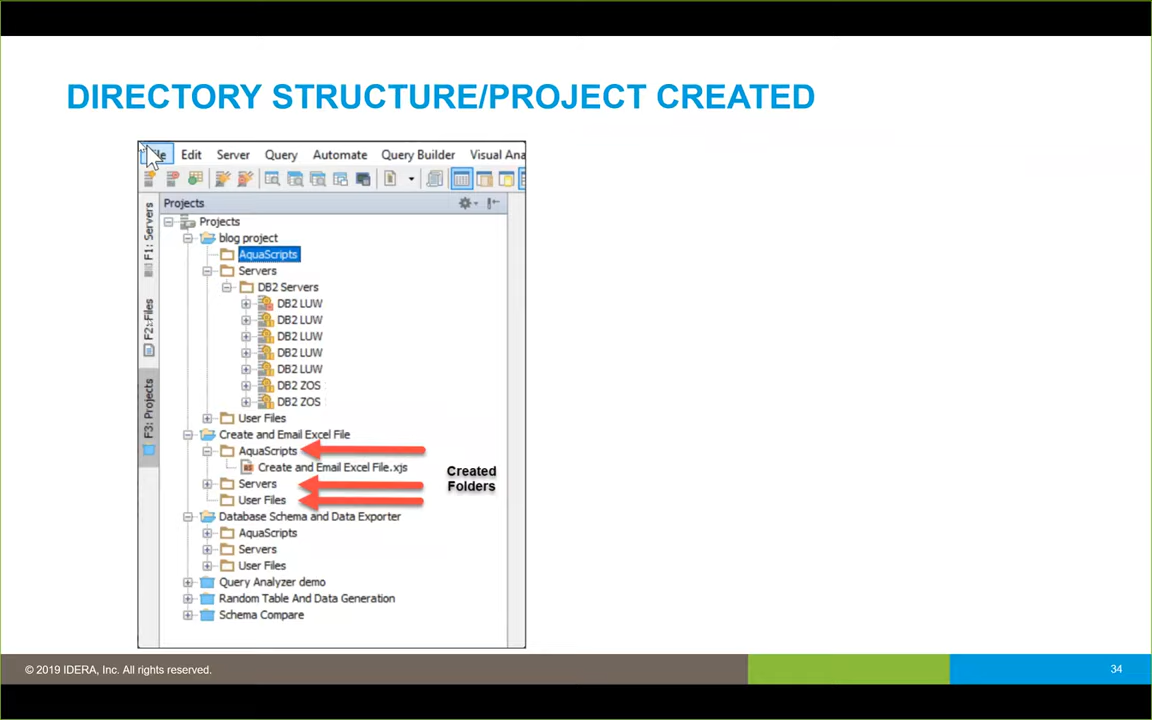 DIRECTORY STRUCTURE/PROJECT CREATED
Edit Server Query Automate Query Builder Visual Ana
Projects
F1: Servers
F2: Files
F3: Projects
Projects
blog project
AquaScripts
Servers
DB2 Servers
DB2 LUW
DB2 LUW
DB2 LUW
DB2 LUW
DB2 LUW
DB2 ZOS
DB2 ZOS
User Files
Create and Email Excel File
AquaScripts
Create and Email Excel File.xjs
Servers
User Files
Created
Folders
Database Schema and Data Exporter
AquaScripts
Servers
User Files
Query Analyzer demo
Random Table And Data Generation
Schema Compare
© 2019 IDERA, Inc. All rights reserved.
34